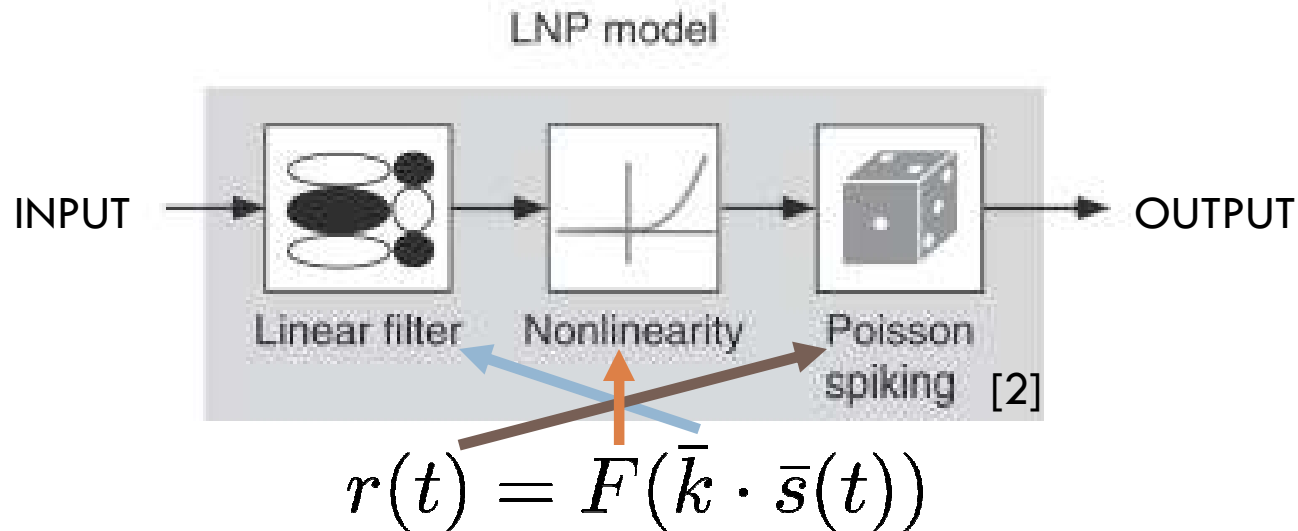 LNP model
INPUT
OUTPUT
Linear filter
Nonlinearity
Poisson
spiking [2]
r(t) = F(k̄ · s̄(t))